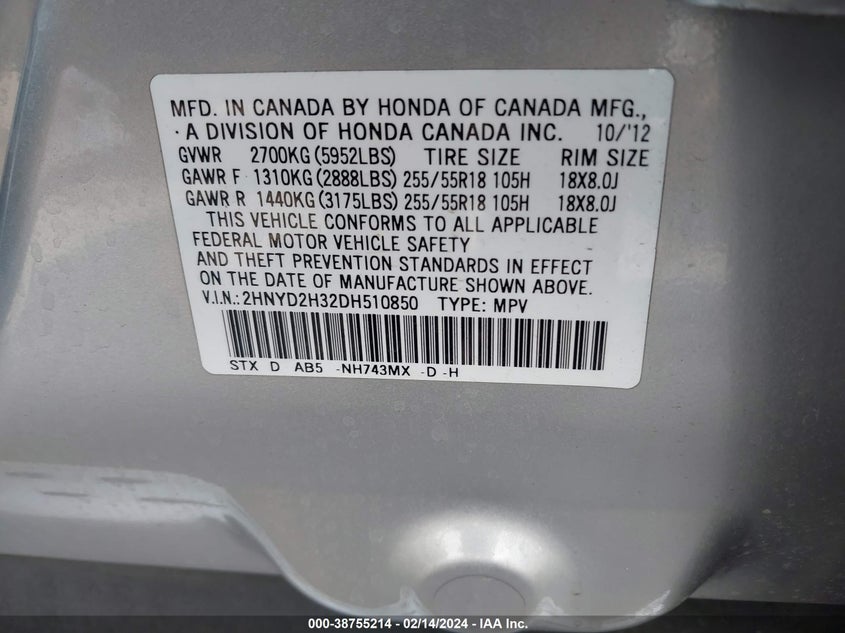 MFD. IN CANADA BY HONDA OF CANADA MFG.,
· A DIVISION OF HONDA CANADA INC. 10/'12
GVWR 2700KG (5952LBS) TIRE SIZE RIM SIZE
GAWR F 1310KG (2888LBS) 255/55R18 105H 18X8.0J
GAWR R 1440KG (3175LBS) 255/55R18 105H 18X8.0J
THIS VEHICLE CONFORMS TO ALL APPLICABLE
FEDERAL MOTOR VEHICLE SAFETY
AND THEFT PREVENTION STANDARDS IN EFFECT
ON THE DATE OF MANUFACTURE SHOWN ABOVE.
V.I.N.: 2HNYD2H32DH510850 TYPE: MPV
STX D AB5 -NH743MX -D -H
000-38755214 - 02/14/2024 - IAA Inc.